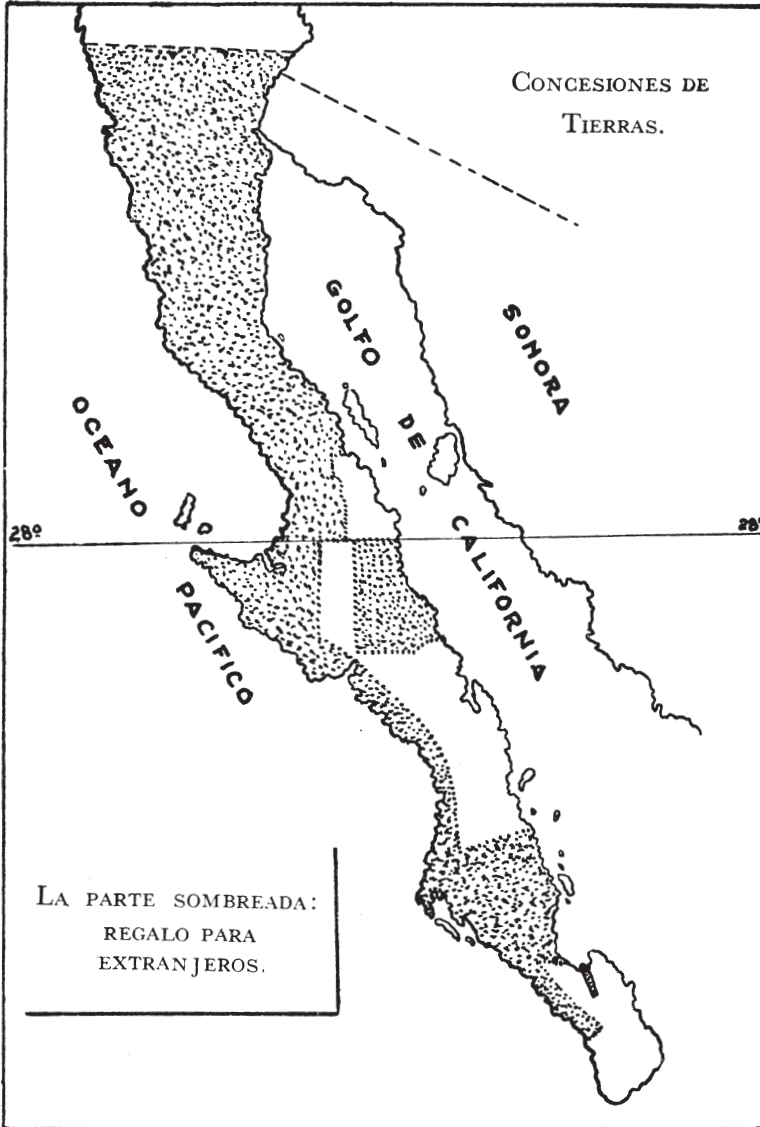 CONCESIONES DE
TIERRAS.
GOLFO
DE
CALIFORNIA
SONORA
OCEANO
PACIFICO
28º
28º
LA PARTE SOMBREADA:
REGALO PARA
EXTRANJEROS.